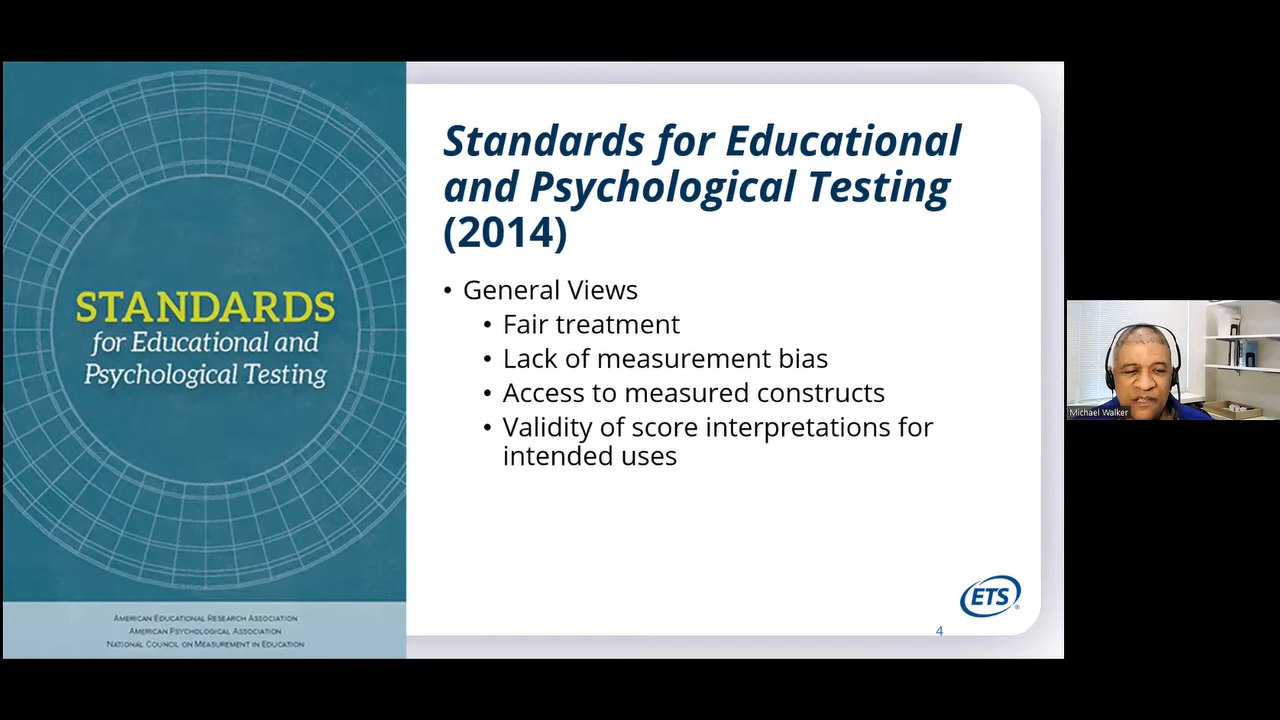 STANDARDS
for Educational and
Psychological Testing
AMERICAN EDUCATIONAL RESEARCH ASSOCIATION
AMERICAN PSYCHOLOGICAL ASSOCIATION
NATIONAL COUNCIL ON MEASUREMENT IN EDUCATION
Standards for Educational
and Psychological Testing
(2014)
• General Views
• Fair treatment
• Lack of measurement bias
• Access to measured constructs
• Validity of score interpretations for
intended uses
ETS®
4
Michael Walker